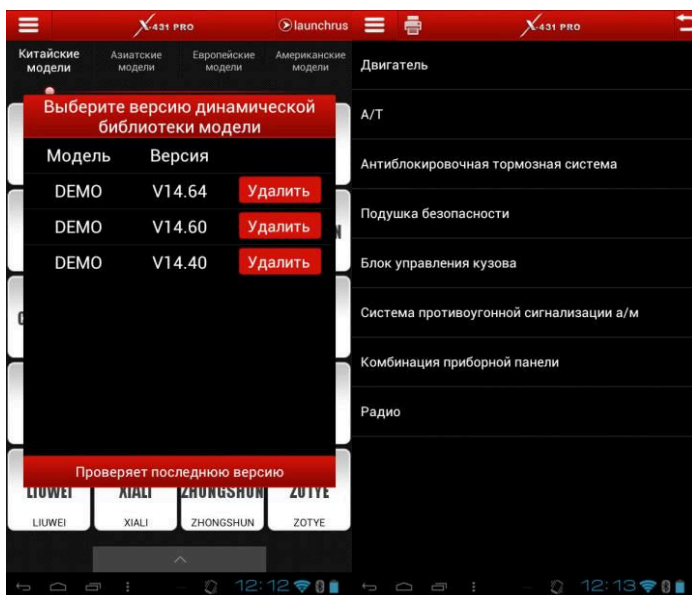 X-431 PRO
launchrus
Китайские модели
Азиатские модели
Европейские модели
Американские модели
Выберите версию динамической
библиотеки модели
Модель Версия
DEMO V14.64 Удалить
DEMO V14.60 Удалить
DEMO V14.40 Удалить
Проверяет последнюю версию
LIUWEI XIALI ZHONGSHUN ZOTYE
LIUWEI XIALI ZHONGSHUN ZOTYE
12:12
X-431 PRO
Двигатель
A/T
Антиблокировочная тормозная система
Подушка безопасности
Блок управления кузова
Система противоугонной сигнализации а/м
Комбинация приборной панели
Радио
12:13